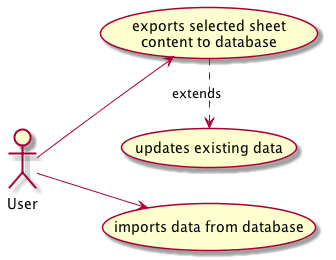 exports selected sheet
content to database
extends
updates existing data
User
imports data from database